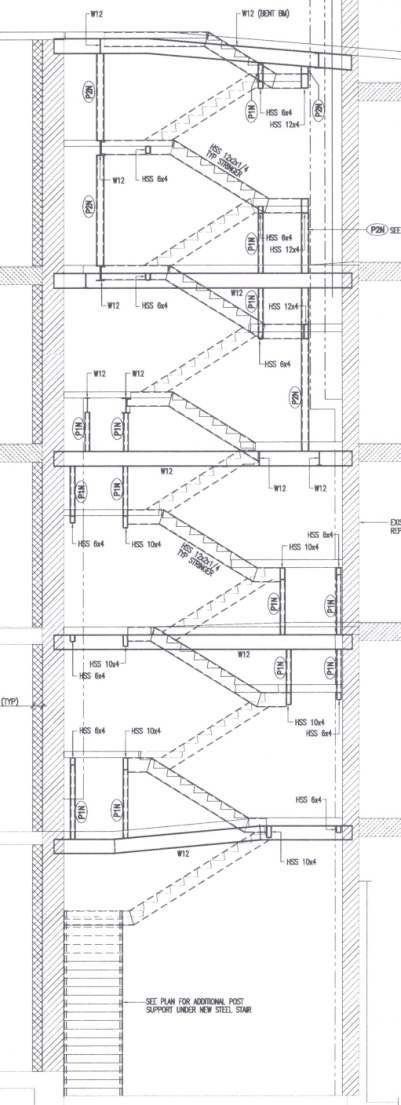 W12
W12 (BENT BM)
P2N
P1N
P2N
HSS 6x4
HSS 12x4
HSS 12x2x1/4
TYP STRINGER
W12
HSS 6x4
P2N
P1N
HSS 6x4
HSS 12x4
P2N SEE
W12
HSS 6x4
W12
P1N
HSS 12x4
HSS 6x4
W12
W12
P2N
P1N
P1N
W12
W12
W12
P1N
P1N
HSS 6x4
HSS 10x4
HSS 12x2x1/4
TYP STRINGER
EXIS
REP
HSS 6x4
HSS 10x4
P1N
P1N
W12
HSS 10x4
HSS 6x4
P1N
P1N
(TYP)
HSS 10x4
HSS 6x4
HSS 6x4
HSS 10x4
P1N
P1N
HSS 6x4
W12
HSS 10x4
SEE PLAN FOR ADDITIONAL POST
SUPPORT UNDER NEW STEEL STAIR